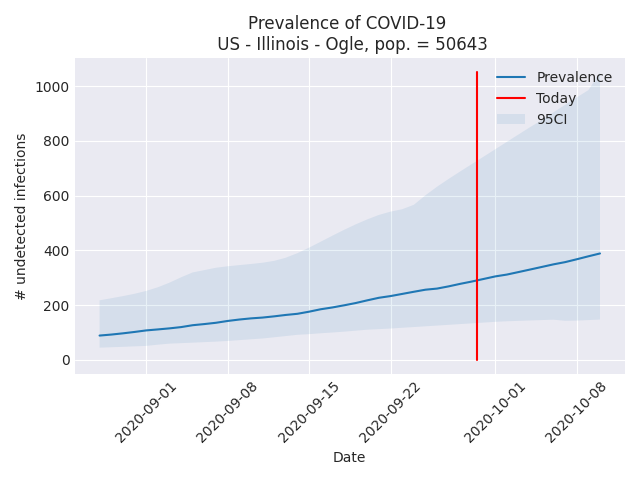 Prevalence of COVID-19
US - Illinois - Ogle, pop. = 50643
Prevalence
Today
95CI
# undetected infections
1000
800
600
400
200
0
2020-09-01
2020-09-08
2020-09-15
2020-09-22
2020-10-01
2020-10-08
Date